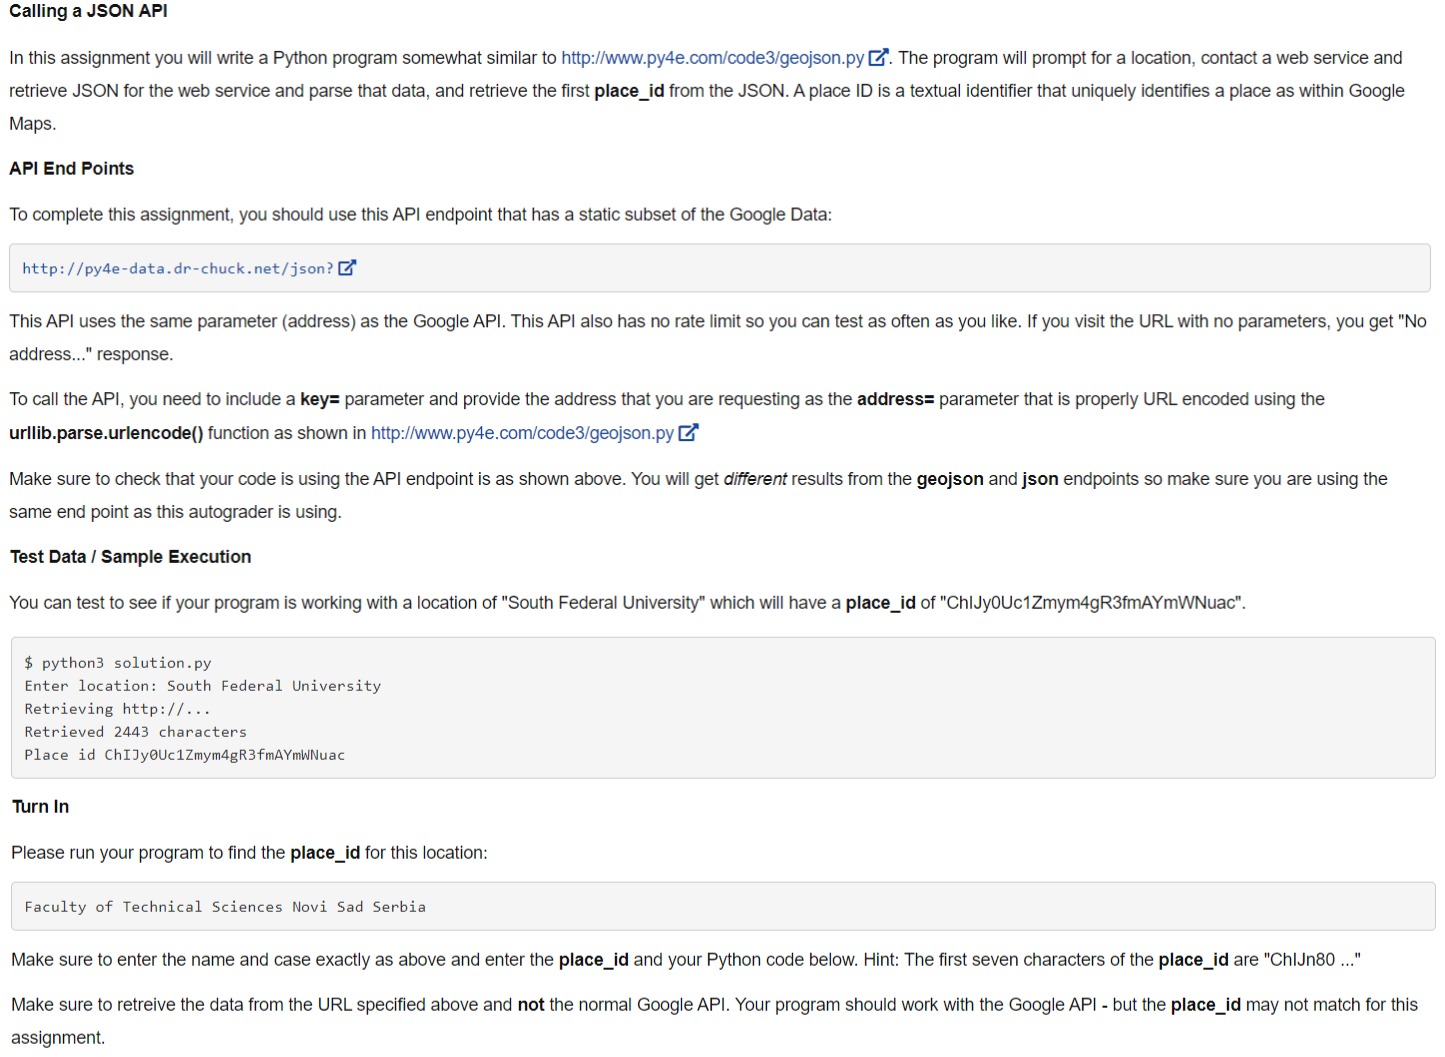 Calling a JSON API
In this assignment you will write a Python program somewhat similar to http://www.py4e.com/code3/geojson.py. The program will prompt for a location, contact a web service and
retrieve JSON for the web service and parse that data, and retrieve the first place_id from the JSON. A place ID is a textual identifier that uniquely identifies a place as within Google
Maps.
API End Points
To complete this assignment, you should use this API endpoint that has a static subset of the Google Data:
http://py4e-data.dr-chuck.net/json?
This API uses the same parameter (address) as the Google API. This API also has no rate limit so you can test as often as you like. If you visit the URL with no parameters, you get "No
address..." response.
To call the API, you need to include a key= parameter and provide the address that you are requesting as the address= parameter that is properly URL encoded using the
urllib.parse.urlencode() function as shown in http://www.py4e.com/code3/geojson.py
Make sure to check that your code is using the API endpoint is as shown above. You will get different results from the geojson and json endpoints so make sure you are using the
same end point as this autograder is using.
Test Data / Sample Execution
You can test to see if your program is working with a location of "South Federal University" which will have a place_id of "ChIJy0Uc1Zmym4gR3fmAYmWNuac".
$ python3 solution.py
Enter location: South Federal University
Retrieving http://...
Retrieved 2443 characters
Place id ChIJy0Uc1Zmym4gR3fmAYmWNuac
Turn In
Please run your program to find the place_id for this location:
Faculty of Technical Sciences Novi Sad Serbia
Make sure to enter the name and case exactly as above and enter the place_id and your Python code below. Hint: The first seven characters of the place_id are "ChIJn80 ..."
Make sure to retreive the data from the URL specified above and not the normal Google API. Your program should work with the Google API - but the place_id may not match for this
assignment.